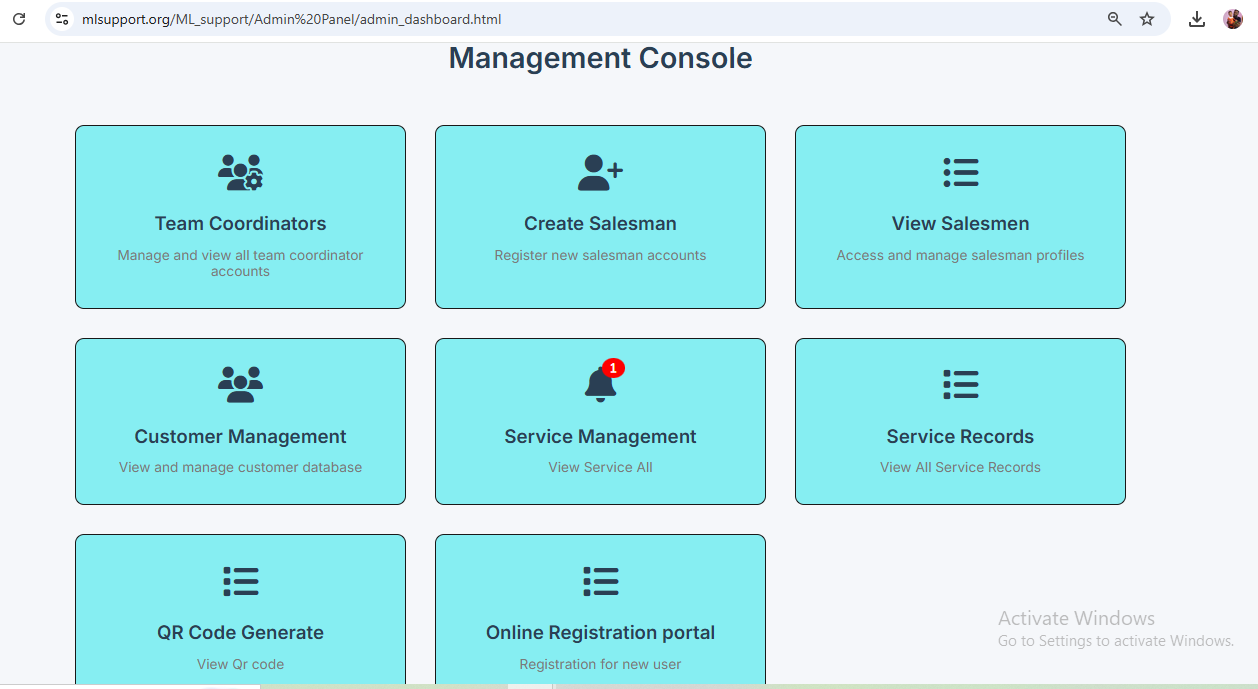 mlsupport.org/ML_support/Admin%20Panel/admin_dashboard.html
Management Console
Team Coordinators
Manage and view all team coordinator
accounts
Create Salesman
Register new salesman accounts
View Salesmen
Access and manage salesman profiles
Customer Management
View and manage customer database
1
Service Management
View Service All
Service Records
View All Service Records
QR Code Generate
View Qr code
Online Registration portal
Registration for new user
Activate Windows
Go to Settings to activate Windows.